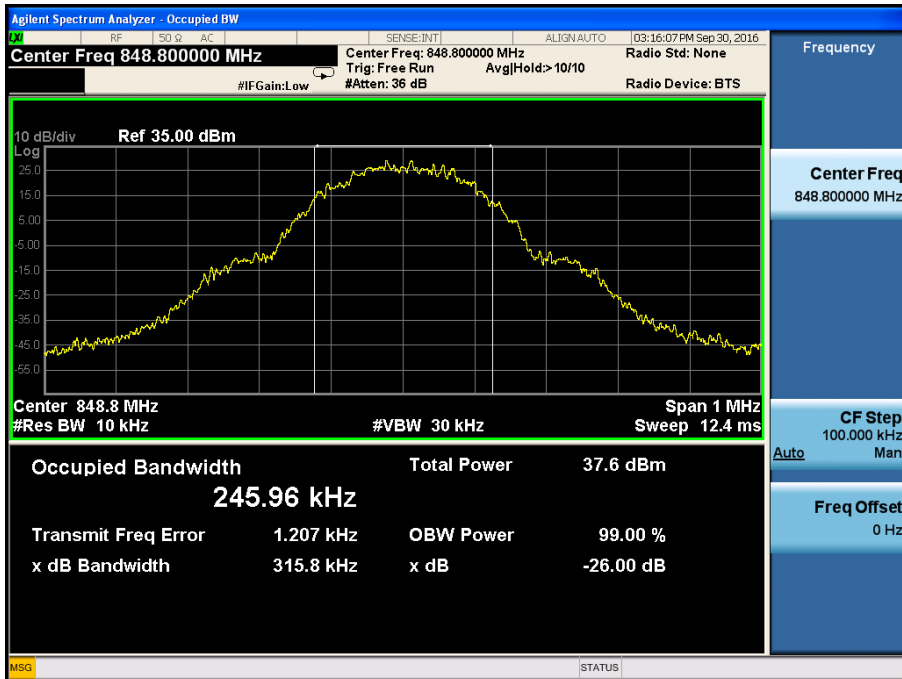 Agilent Spectrum Analyzer - Occupied BW
LXI RF 50 Ω AC SENSE:INT ALIGN AUTO 03:16:07 PM Sep 30, 2016
Center Freq 848.800000 MHz Center Freq: 848.800000 MHz Radio Std: None
Trig: Free Run Avg|Hold:> 10/10
#IFGain:Low #Atten: 36 dB Radio Device: BTS
10 dB/div Ref 35.00 dBm
Log
25.0
15.0
5.00
-5.00
-15.0
-25.0
-35.0
-45.0
-55.0
Center 848.8 MHz Span 1 MHz
#Res BW 10 kHz #VBW 30 kHz Sweep 12.4 ms
Occupied Bandwidth Total Power 37.6 dBm
245.96 kHz
Transmit Freq Error 1.207 kHz OBW Power 99.00 %
x dB Bandwidth 315.8 kHz x dB -26.00 dB
MSG STATUS
Frequency
Center Freq
848.800000 MHz
CF Step
100.000 kHz
Auto Man
Freq Offset
0 Hz